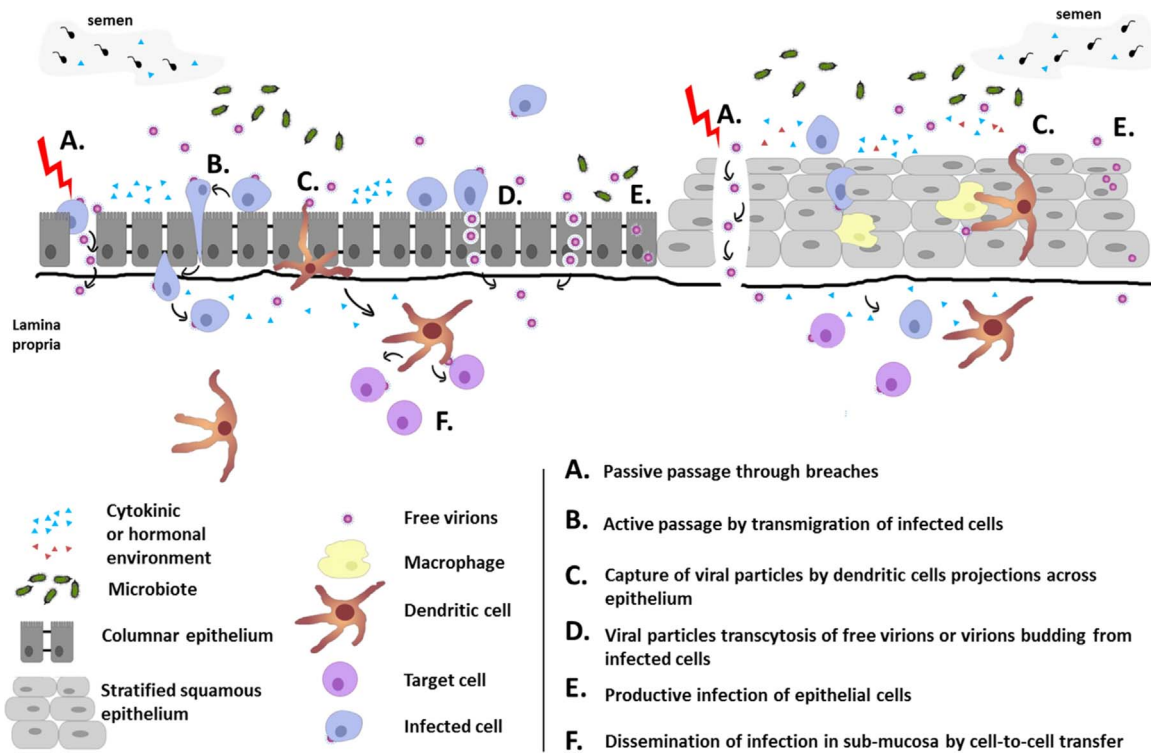 semen
semen
A.
B.
C.
D.
E.
A.
C.
E.
Lamina
propria
F.
Cytokinic
or hormonal
environment
Microbiote
Columnar epithelium
Stratified squamous
epithelium
Free virions
Macrophage
Dendritic cell
Target cell
Infected cell
A. Passive passage through breaches
B. Active passage by transmigration of infected cells
C. Capture of viral particles by dendritic cells projections across
epithelium
D. Viral particles transcytosis of free virions or virions budding from
infected cells
E. Productive infection of epithelial cells
F. Dissemination of infection in sub-mucosa by cell-to-cell transfer